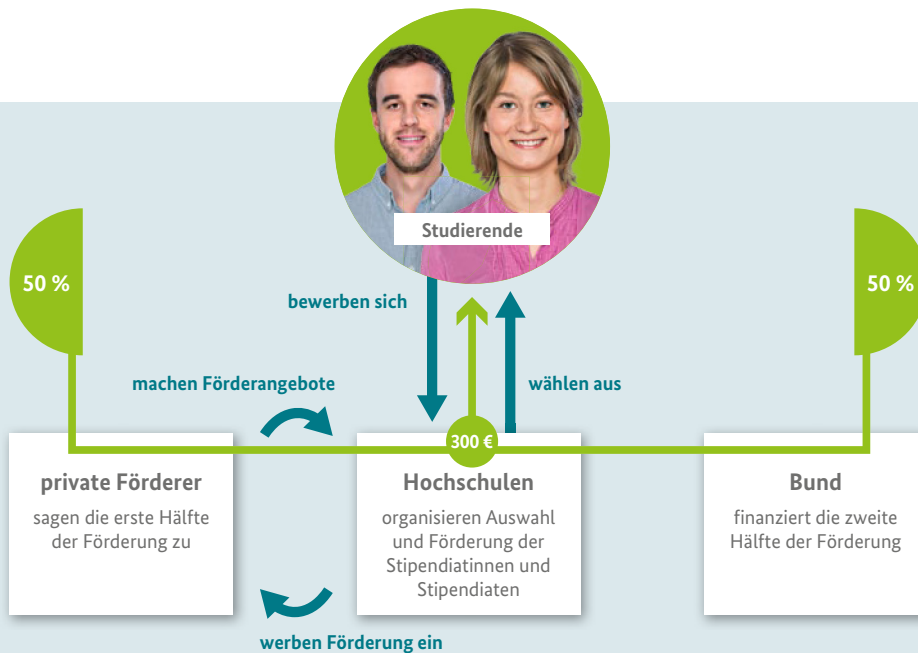 Studierende
50 %
50 %
bewerben sich
machen Förderangebote
wählen aus
300 €
private Förderer
sagen die erste Hälfte
der Förderung zu
Hochschulen
organisieren Auswahl
und Förderung der
Stipendiatinnen und
Stipendiaten
Bund
finanziert die zweite
Hälfte der Förderung
werben Förderung ein